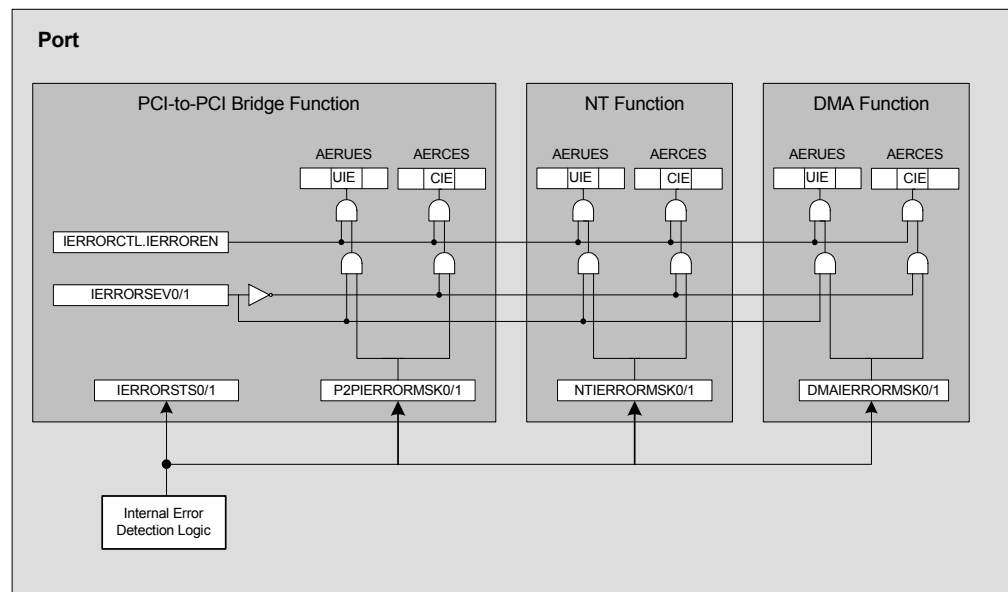 Port
PCI-to-PCI Bridge Function
NT Function
DMA Function
AERUES
AERCES
AERUES
AERCES
AERUES
AERCES
UIE
CIE
UIE
CIE
UIE
CIE
IERRORCTL.IERROREN
IERRORSEV0/1
IERRORSTS0/1
P2PIERRORMSK0/1
NTIERRORMSK0/1
DMAIERRORMSK0/1
Internal Error
Detection Logic